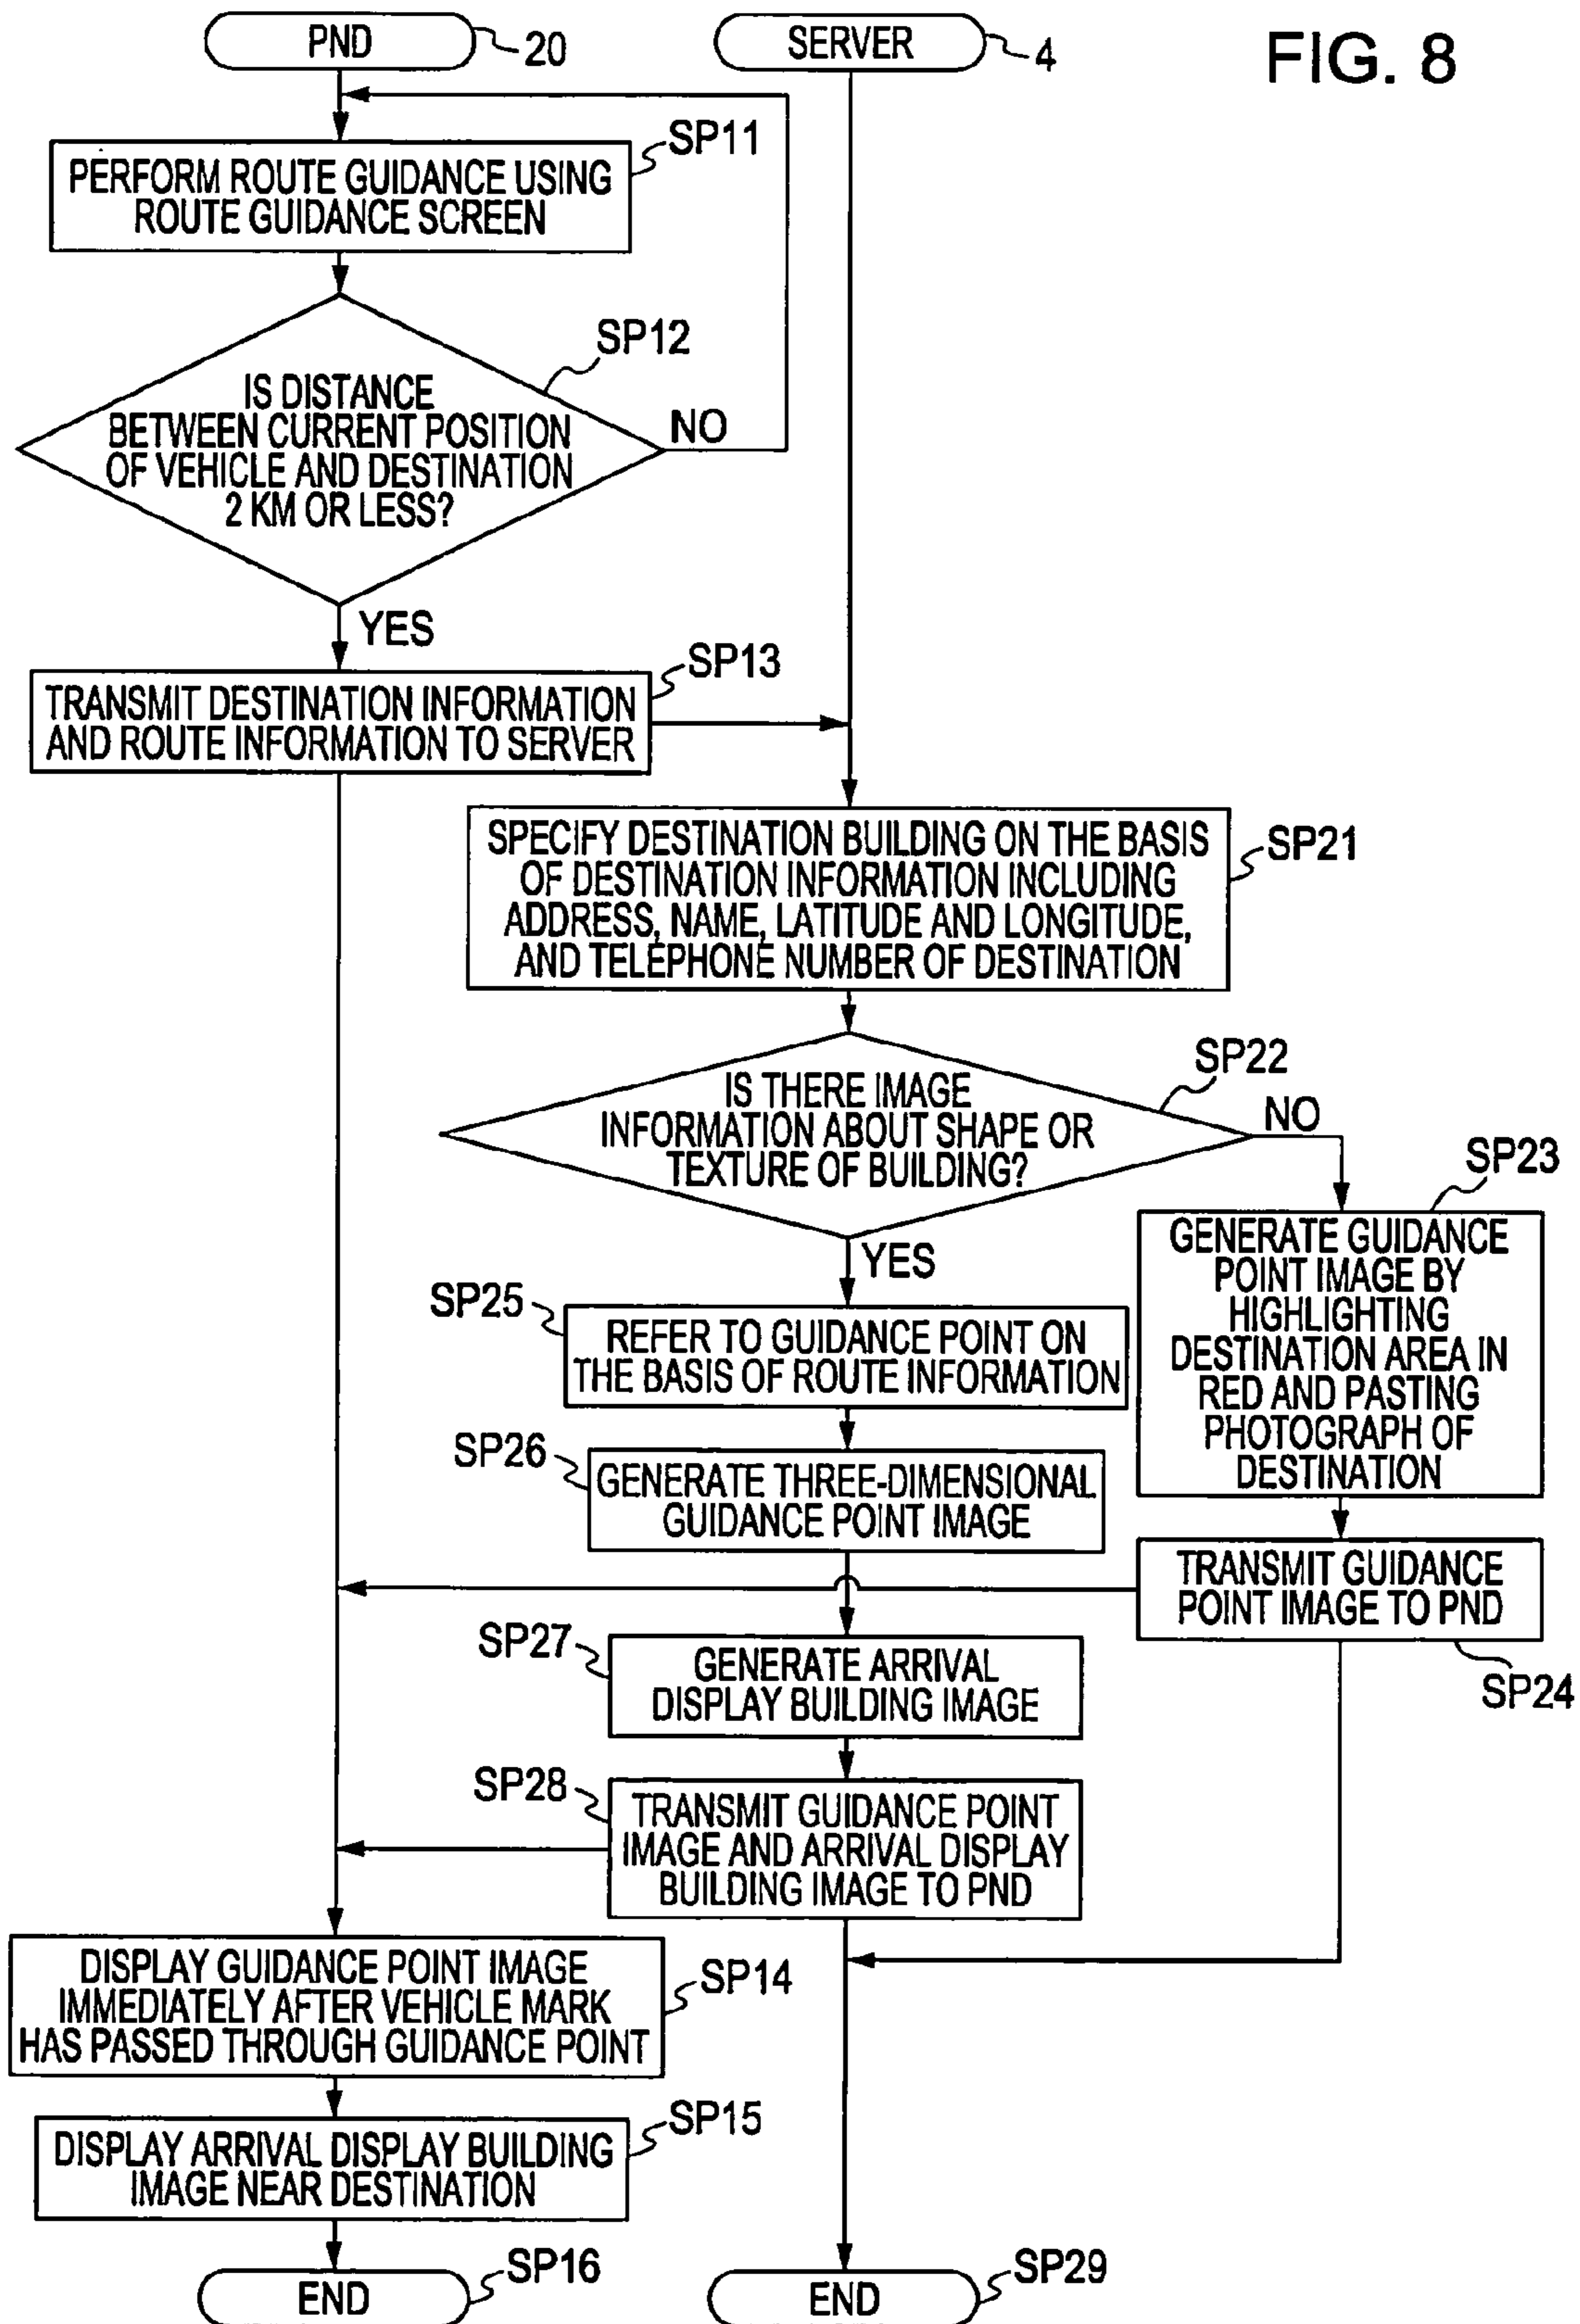 PND
20
SERVER
4
FIG. 8
SP11
PERFORM ROUTE GUIDANCE USING
ROUTE GUIDANCE SCREEN
SP12
IS DISTANCE
BETWEEN CURRENT POSITION
OF VEHICLE AND DESTINATION
2 KM OR LESS?
NO
YES
SP13
TRANSMIT DESTINATION INFORMATION
AND ROUTE INFORMATION TO SERVER
SPECIFY DESTINATION BUILDING ON THE BASIS
OF DESTINATION INFORMATION INCLUDING
ADDRESS, NAME, LATITUDE AND LONGITUDE,
AND TELEPHONE NUMBER OF DESTINATION
SP21
SP22
IS THERE IMAGE
INFORMATION ABOUT SHAPE OR
TEXTURE OF BUILDING?
NO
YES
SP23
GENERATE GUIDANCE
POINT IMAGE BY
HIGHLIGHTING
DESTINATION AREA IN
RED AND PASTING
PHOTOGRAPH OF
DESTINATION
SP25
REFER TO GUIDANCE POINT ON
THE BASIS OF ROUTE INFORMATION
SP26
GENERATE THREE-DIMENSIONAL
GUIDANCE POINT IMAGE
TRANSMIT GUIDANCE
POINT IMAGE TO PND
SP24
SP27
GENERATE ARRIVAL
DISPLAY BUILDING IMAGE
SP28
TRANSMIT GUIDANCE POINT
IMAGE AND ARRIVAL DISPLAY
BUILDING IMAGE TO PND
DISPLAY GUIDANCE POINT IMAGE
IMMEDIATELY AFTER VEHICLE MARK
HAS PASSED THROUGH GUIDANCE POINT
SP14
DISPLAY ARRIVAL DISPLAY BUILDING
IMAGE NEAR DESTINATION
SP15
END
SP16
END
SP29